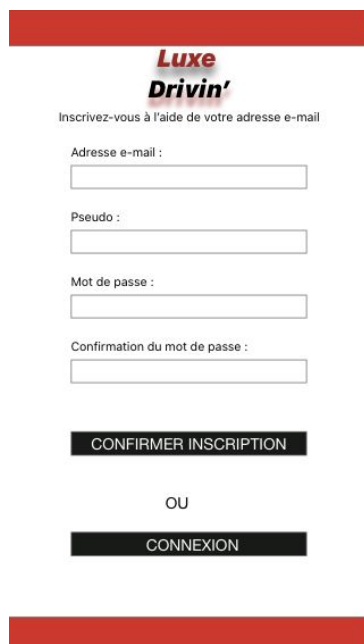 Luxe
Drivin'
Inscrivez-vous à l'aide de votre adresse e-mail
Adresse e-mail :
Pseudo :
Mot de passe :
Confirmation du mot de passe :
CONFIRMER INSCRIPTION
OU
CONNEXION